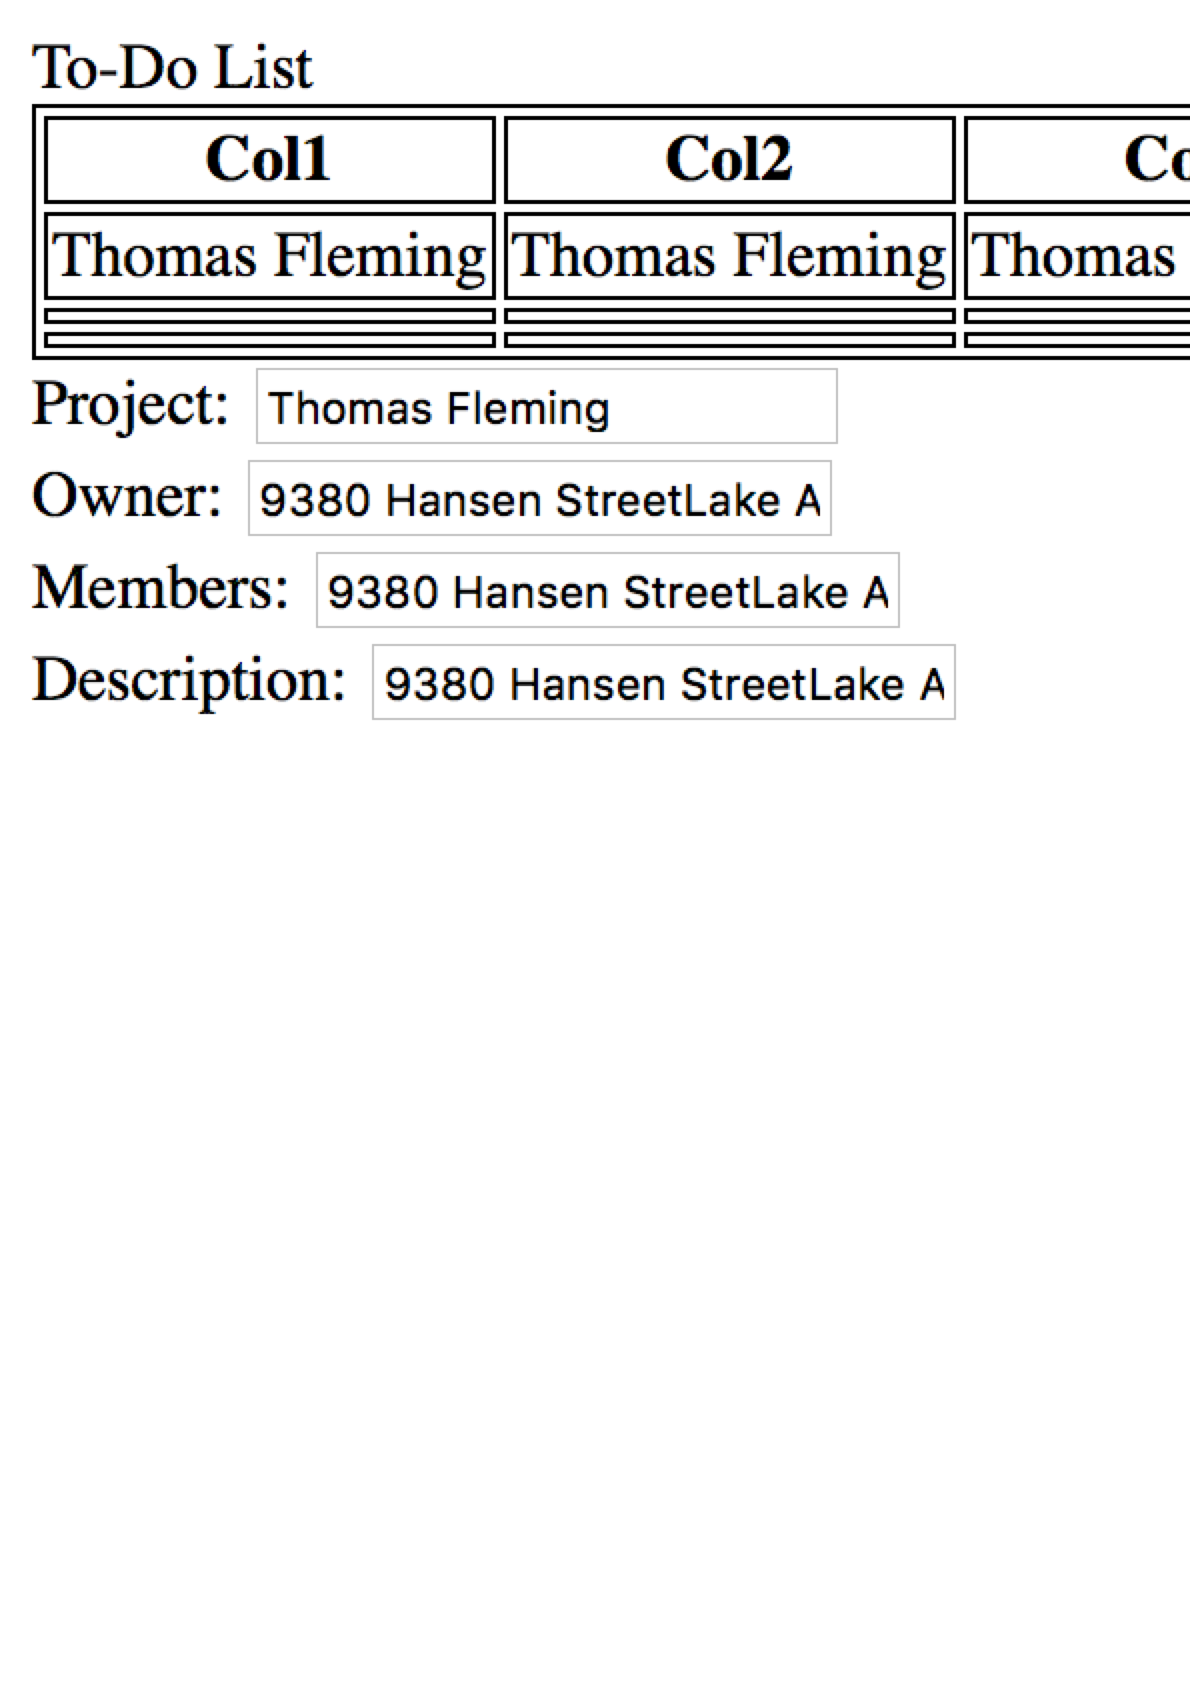 To-Do List
Col1 Col2 Co
Thomas Fleming Thomas Fleming Thomas
Project: Thomas Fleming
Owner: 9380 Hansen StreetLake A
Members: 9380 Hansen StreetLake A
Description: 9380 Hansen StreetLake A